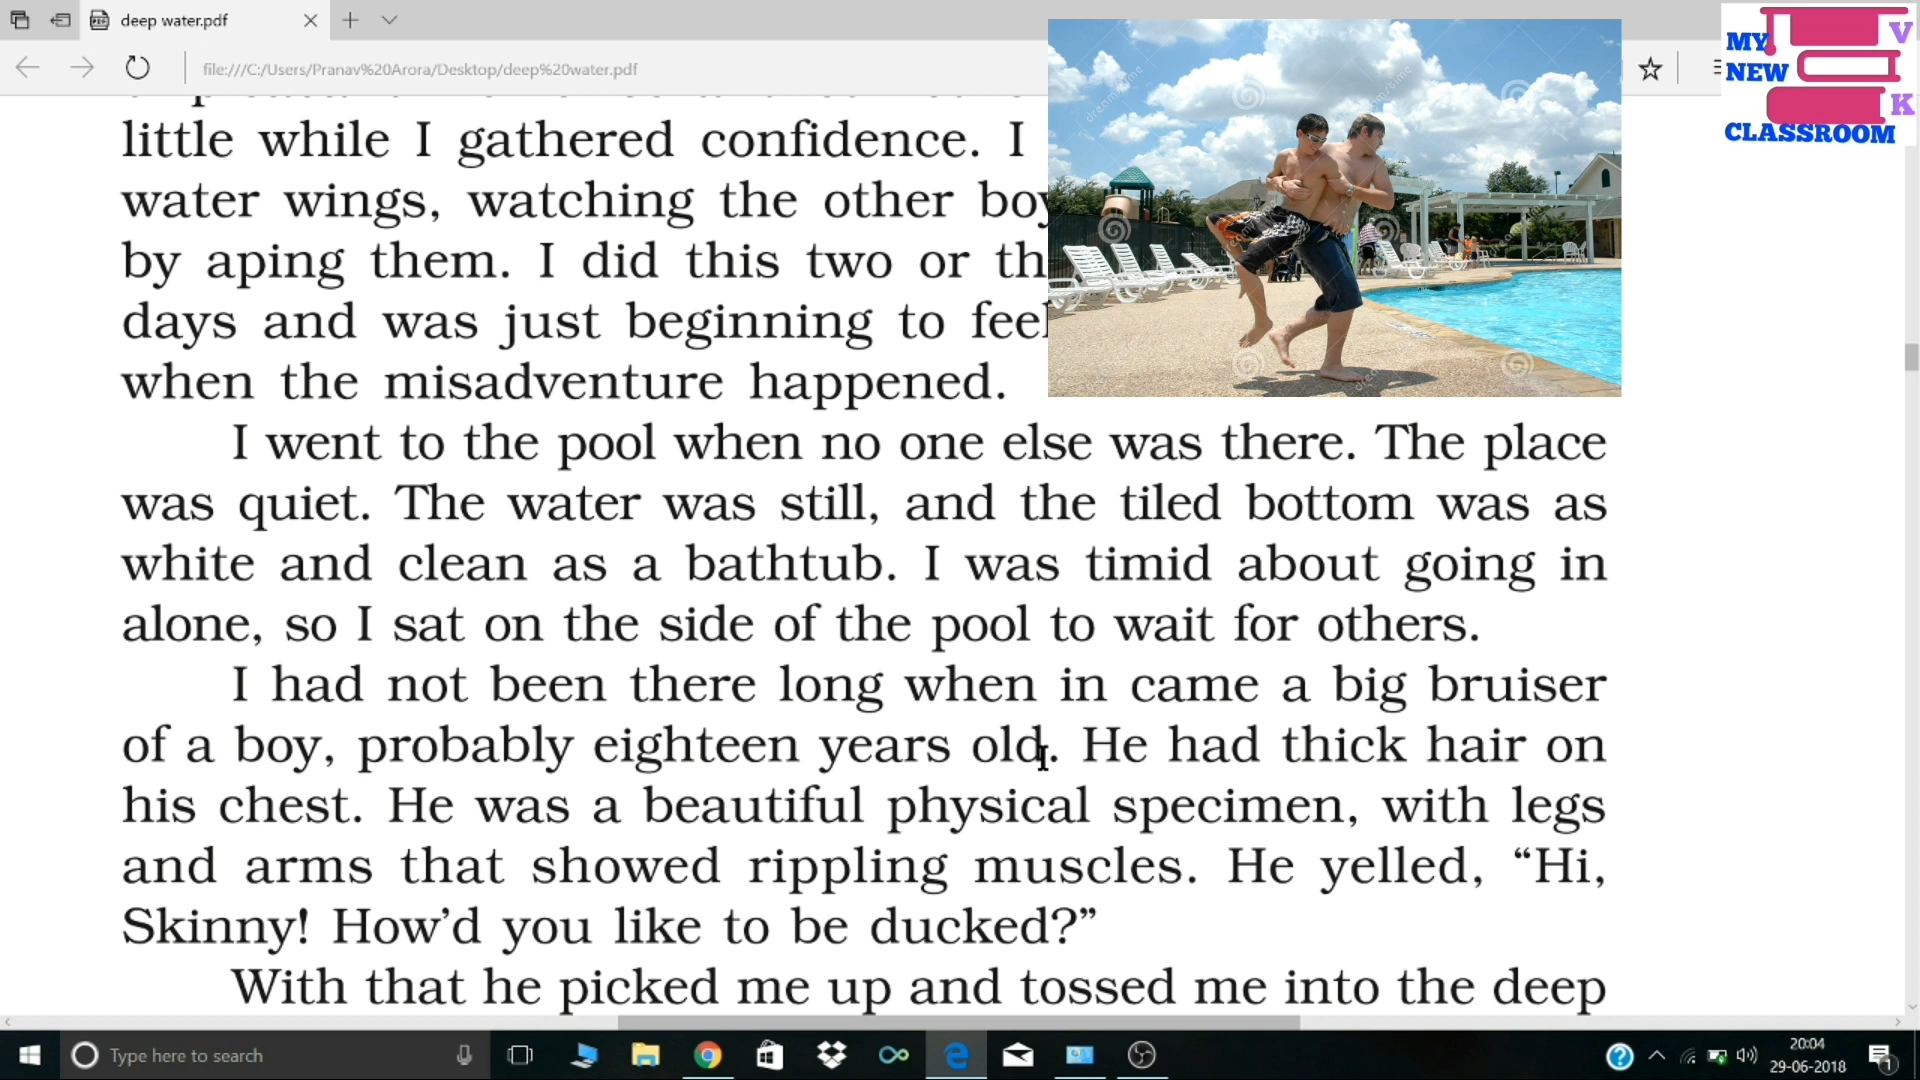 deep water.pdf
file:///C:/Users/Pranav%20Arora/Desktop/deep%20water.pdf
MY
NEW
CLASSROOM
V
K
little while I gathered confidence. I
water wings, watching the other boy
by aping them. I did this two or th
days and was just beginning to feel
when the misadventure happened.
I went to the pool when no one else was there. The place
was quiet. The water was still, and the tiled bottom was as
white and clean as a bathtub. I was timid about going in
alone, so I sat on the side of the pool to wait for others.
I had not been there long when in came a big bruiser
of a boy, probably eighteen years old. He had thick hair on
his chest. He was a beautiful physical specimen, with legs
and arms that showed rippling muscles. He yelled, “Hi,
Skinny! How’d you like to be ducked?”
With that he picked me up and tossed me into the deep
Type here to search
20:04
29-06-2018
1